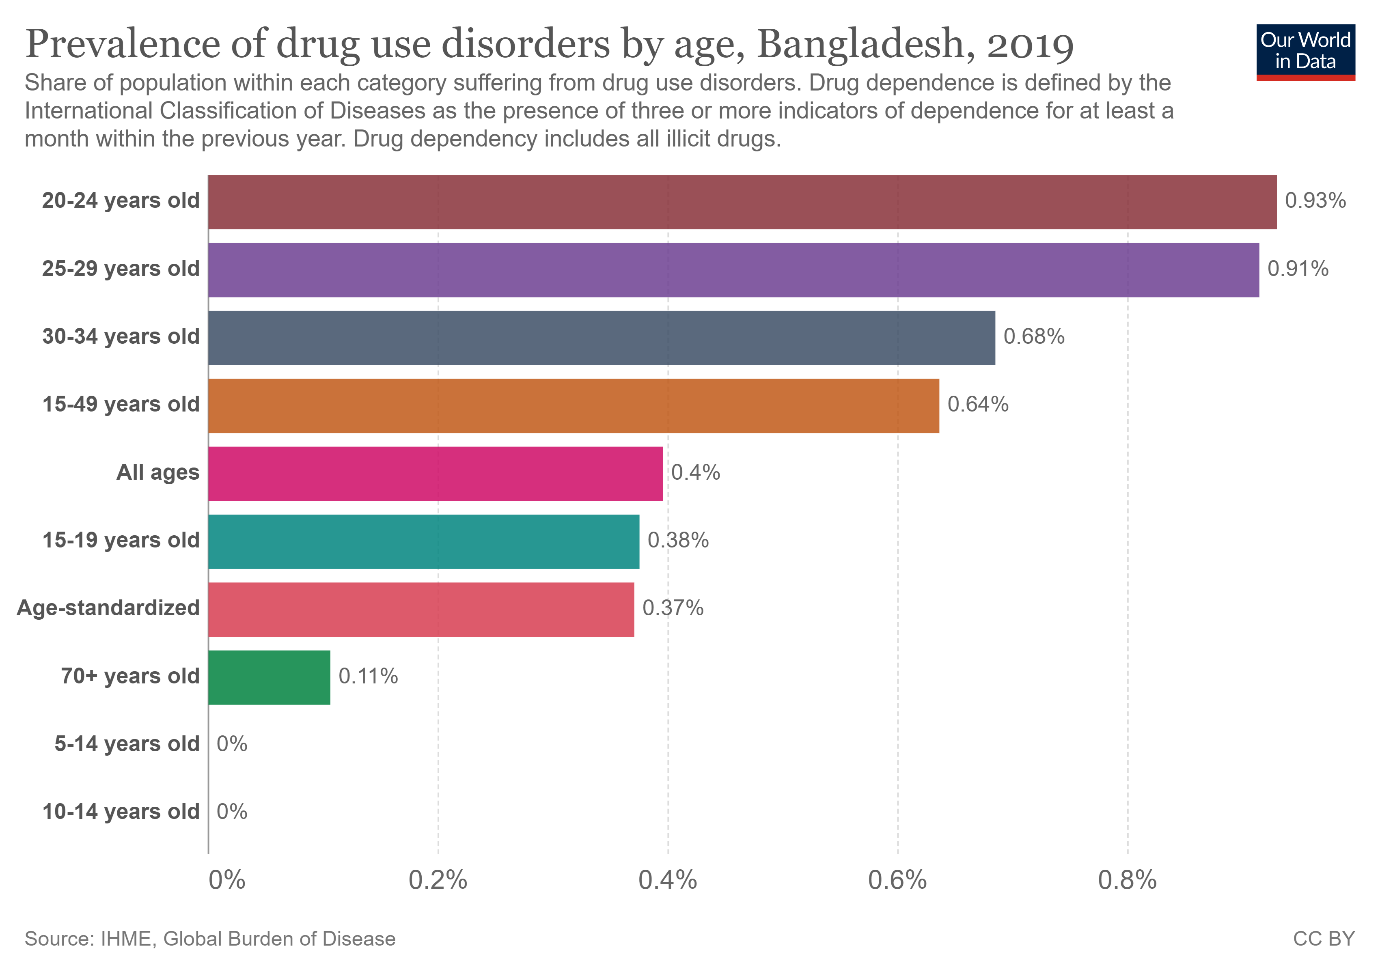 Prevalence of drug use disorders by age, Bangladesh, 2019
Our World
in Data
Share of population within each category suffering from drug use disorders. Drug dependence is defined by the
International Classification of Diseases as the presence of three or more indicators of dependence for at least a
month within the previous year. Drug dependency includes all illicit drugs.
20-24 years old 0.93%
25-29 years old 0.91%
30-34 years old 0.68%
15-49 years old 0.64%
All ages 0.4%
15-19 years old 0.38%
Age-standardized 0.37%
70+ years old 0.11%
5-14 years old 0%
10-14 years old 0%
0% 0.2% 0.4% 0.6% 0.8%
Source: IHME, Global Burden of Disease CC BY